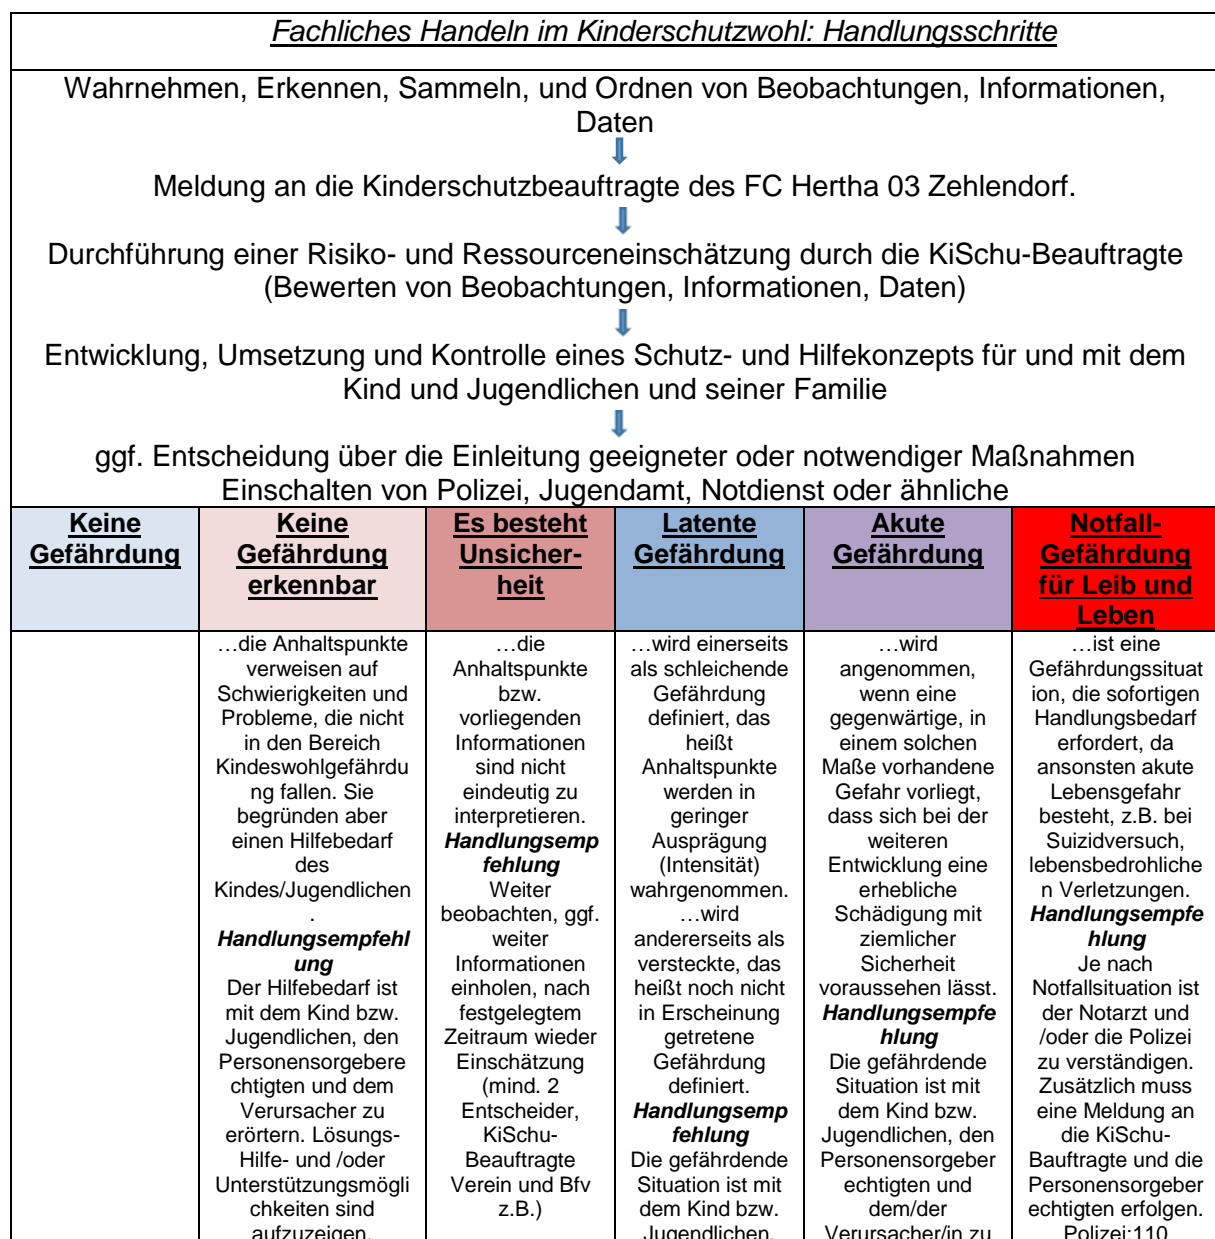 Fachliches Handeln im Kinderschutzwohl: Handlungsschritte
Wahrnehmen, Erkennen, Sammeln, und Ordnen von Beobachtungen, Informationen,
Daten
Meldung an die Kinderschutzbeauftragte des FC Hertha 03 Zehlendorf.
Durchführung einer Risiko- und Ressourceneinschätzung durch die KiSchu-Beauftragte
(Bewerten von Beobachtungen, Informationen, Daten)
Entwicklung, Umsetzung und Kontrolle eines Schutz- und Hilfekonzepts für und mit dem
Kind und Jugendlichen und seiner Familie
ggf. Entscheidung über die Einleitung geeigneter oder notwendiger Maßnahmen
Einschalten von Polizei, Jugendamt, Notdienst oder ähnliche
Keine
Gefährdung
Keine
Gefährdung
erkennbar
Es besteht
Unsicher-
heit
Latente
Gefährdung
Akute
Gefährdung
Notfall-
Gefährdung
für Leib und
Leben
…die Anhaltspunkte
verweisen auf
Schwierigkeiten und
Probleme, die nicht
in den Bereich
Kindeswohlgefährdu
ng fallen. Sie
begründen aber
einen Hilfebedarf
des
Kindes/Jugendlichen
.
Handlungsempfehl
ung
Der Hilfebedarf ist
mit dem Kind bzw.
Jugendlichen, den
Personensorgebere
chtigten und dem
Verursacher zu
erörtern. Lösungs-
Hilfe- und /oder
Unterstützungsmögli
chkeiten sind
aufzuzeigen.
…die
Anhaltspunkte
bzw.
vorliegenden
Informationen
sind nicht
eindeutig zu
interpretieren.
Handlungsemp
fehlung
Weiter
beobachten, ggf.
weiter
Informationen
einholen, nach
festgelegtem
Zeitraum wieder
Einschätzung
(mind. 2
Entscheider,
KiSchu-
Beauftragte
Verein und Bfv
z.B.)
…wird einerseits
als schleichende
Gefährdung
definiert, das
heißt
Anhaltspunkte
werden in
geringer
Ausprägung
(Intensität)
wahrgenommen.
…wird
andererseits als
versteckte, das
heißt noch nicht
in Erscheinung
getretene
Gefährdung
definiert.
Handlungsemp
fehlung
Die gefährdende
Situation ist mit
dem Kind bzw.
Jugendlichen,
…wird
angenommen,
wenn eine
gegenwärtige, in
einem solchen
Maße vorhandene
Gefahr vorliegt,
dass sich bei der
weiteren
Entwicklung eine
erhebliche
Schädigung mit
ziemlicher
Sicherheit
voraussehen lässt.
Handlungsempfe
hlung
Die gefährdende
Situation ist mit
dem Kind bzw.
Jugendlichen, den
Personensorgeber
echtigten und
dem/der
Verursacher/in zu
…ist eine
Gefährdungssituat
ion, die sofortigen
Handlungsbedarf
erfordert, da
ansonsten akute
Lebensgefahr
besteht, z.B. bei
Suizidversuch,
lebensbedrohliche
n Verletzungen.
Handlungsempfe
hlung
Je nach
Notfallsituation ist
der Notarzt und
/oder die Polizei
zu verständigen.
Zusätzlich muss
eine Meldung an
die KiSchu-
Bauftragte und die
Personensorgeber
echtigten erfolgen.
Polizei:110